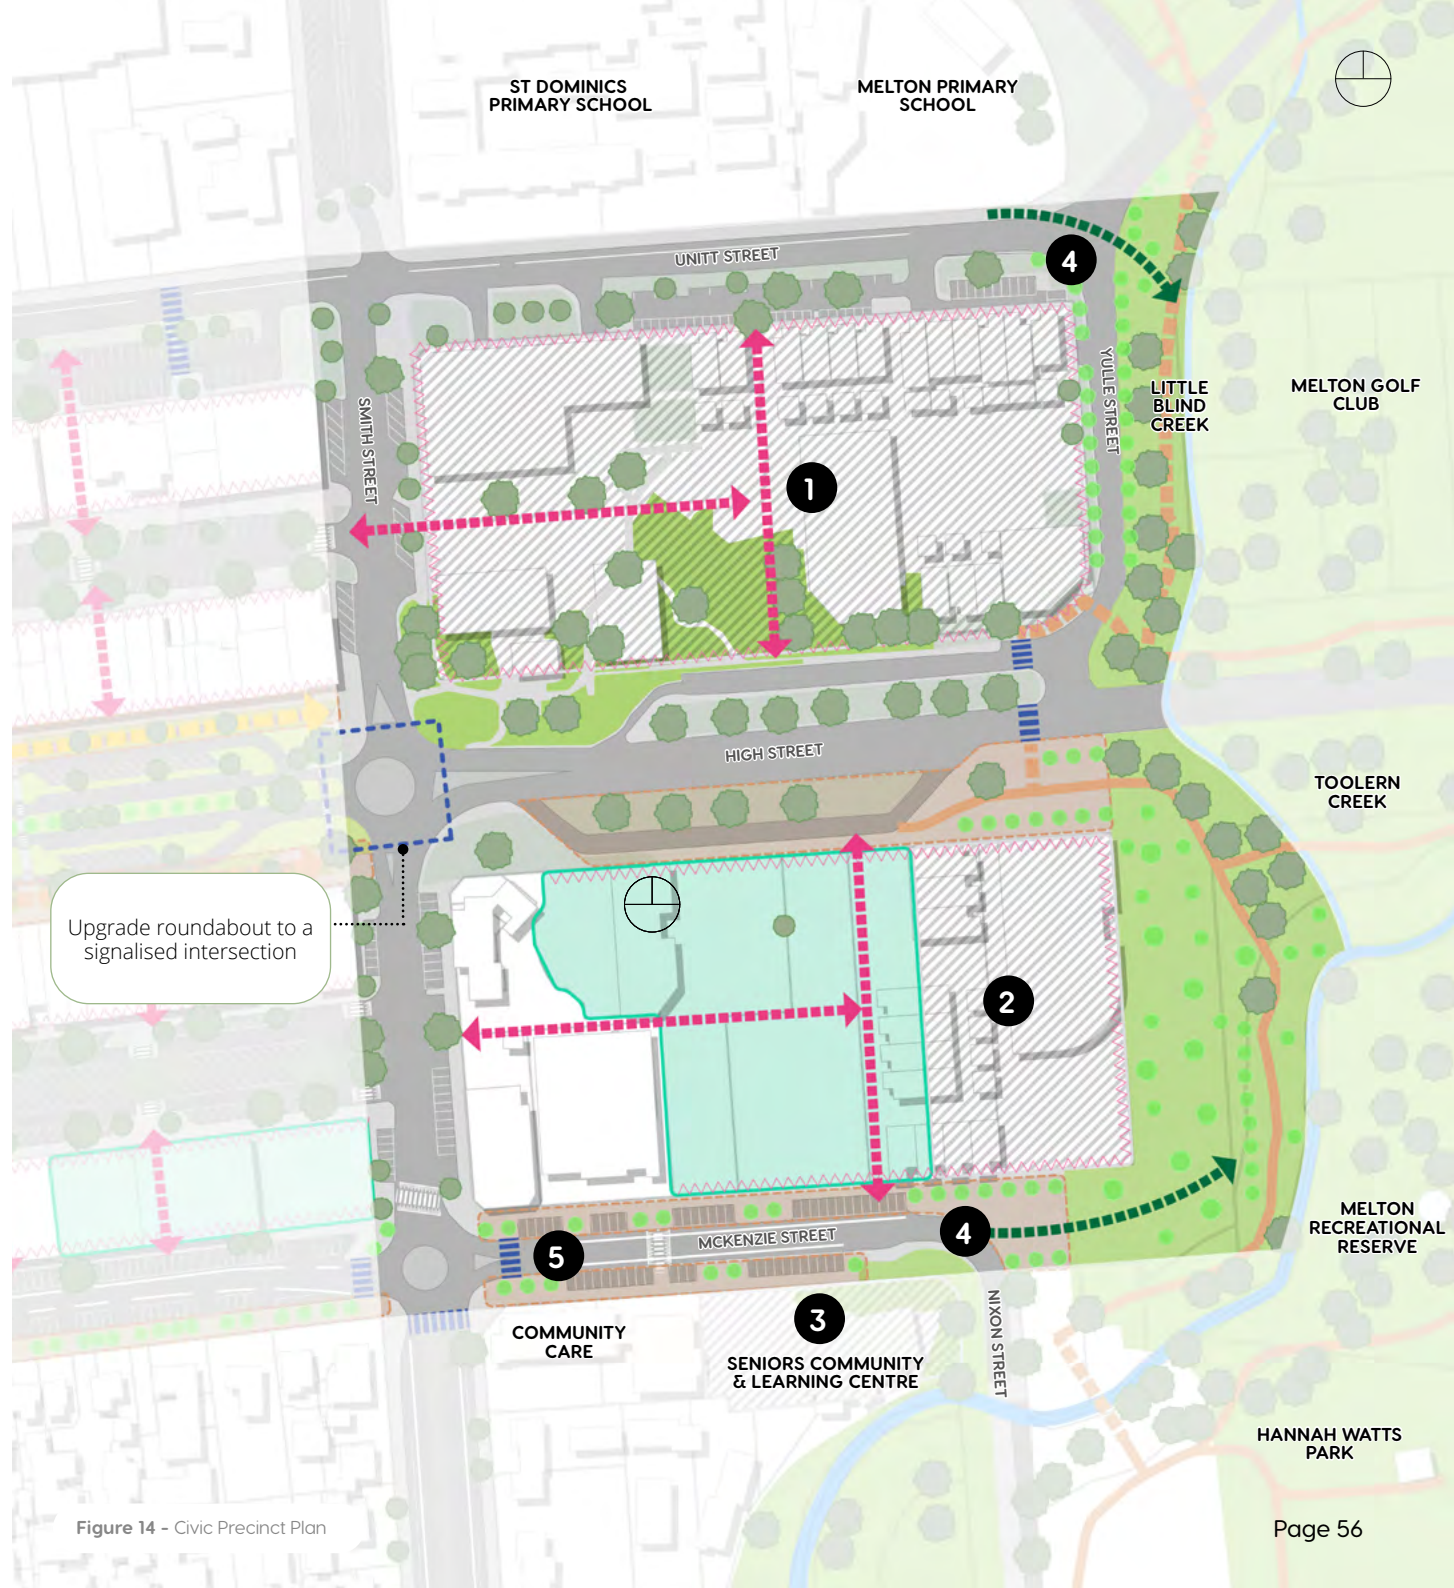 ST DOMINICS
PRIMARY SCHOOL
MELTON PRIMARY
SCHOOL
UNITT STREET
4
SMITH STREET
YUILLE STREET
LITTLE
BLIND
CREEK
MELTON GOLF
CLUB
1
HIGH STREET
TOOLERN
CREEK
Upgrade roundabout to a
signalised intersection
2
MCKENZIE STREET
4
5
MELTON
RECREATIONAL
RESERVE
NIXON STREET
3
COMMUNITY
CARE
SENIORS COMMUNITY
& LEARNING CENTRE
HANNAH WATTS
PARK
Figure 14 - Civic Precinct Plan
Page 56